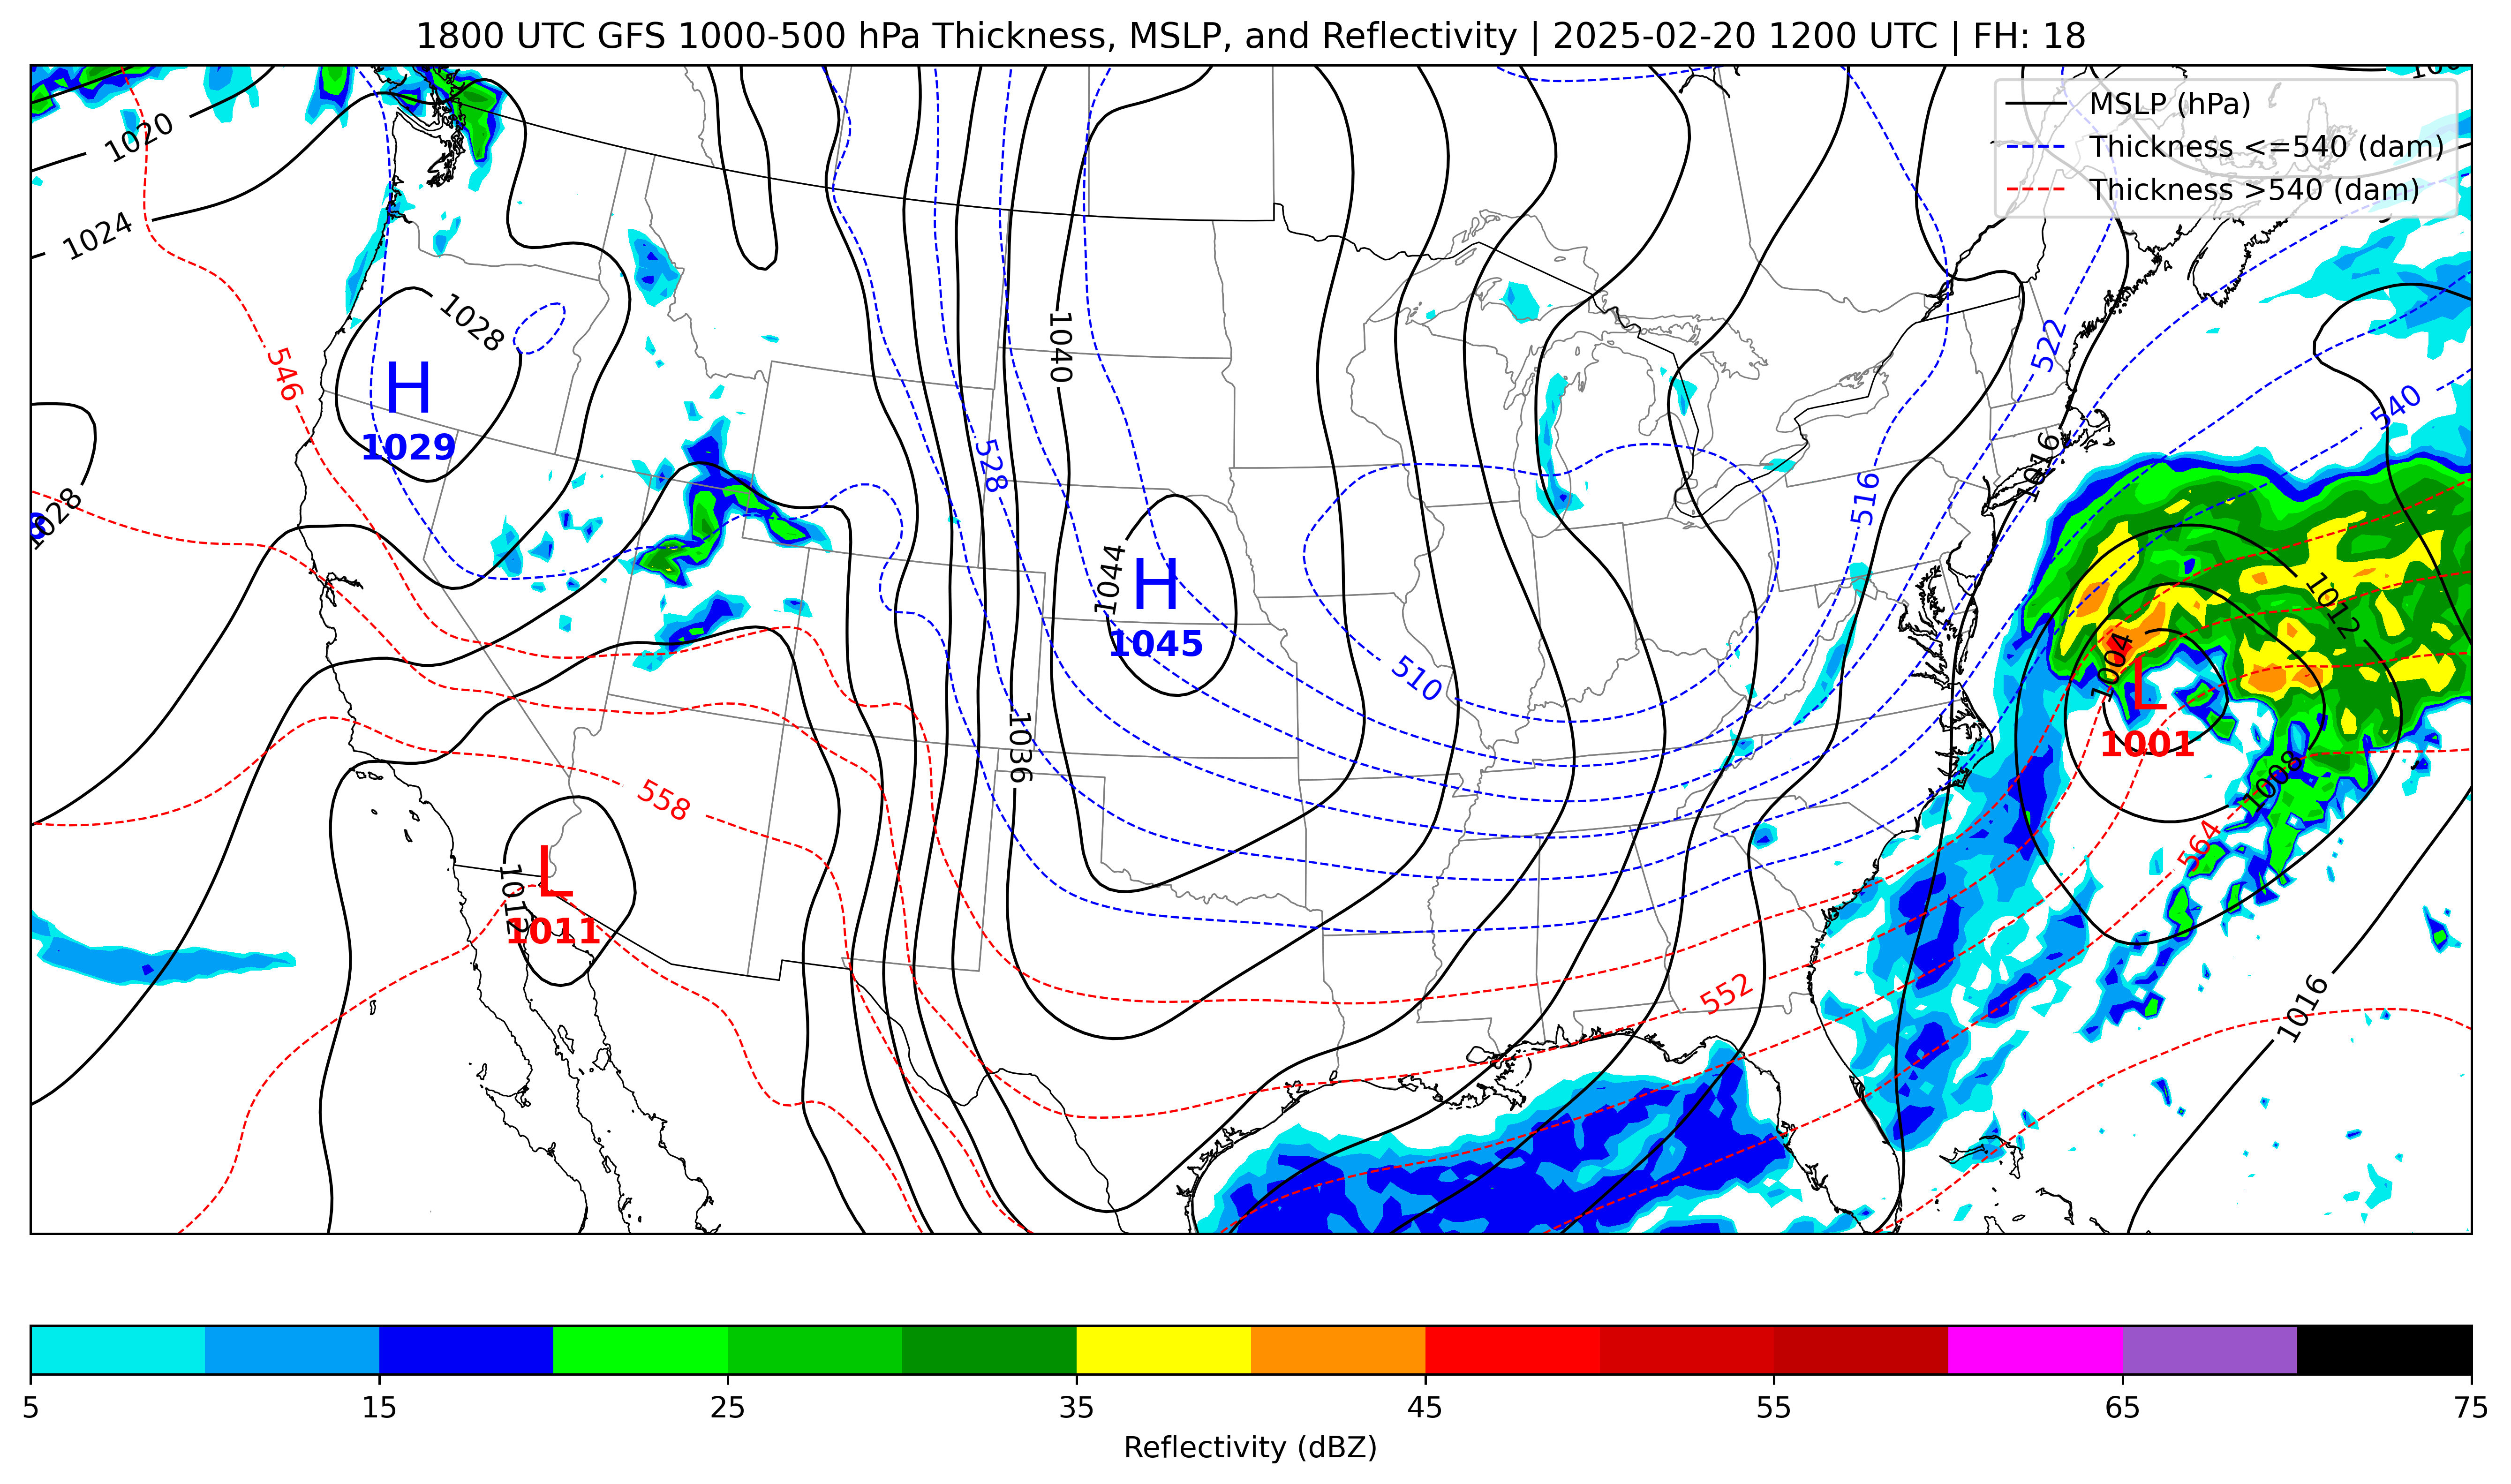 1800 UTC GFS 1000-500 hPa Thickness, MSLP, and Reflectivity | 2025-02-20 1200 UTC | FH: 18
MSLP (hPa)
Thickness <=540 (dam)
Thickness >540 (dam)
1020
1024
1028
546
1028
H
1029
1040
528
522
540
516
1016
1044
H
1045
510
1012
1004
L
1001
1036
1008
558
564
1012
L
1011
552
1016
5 15 25 35 45 55 65 75
Reflectivity (dBZ)